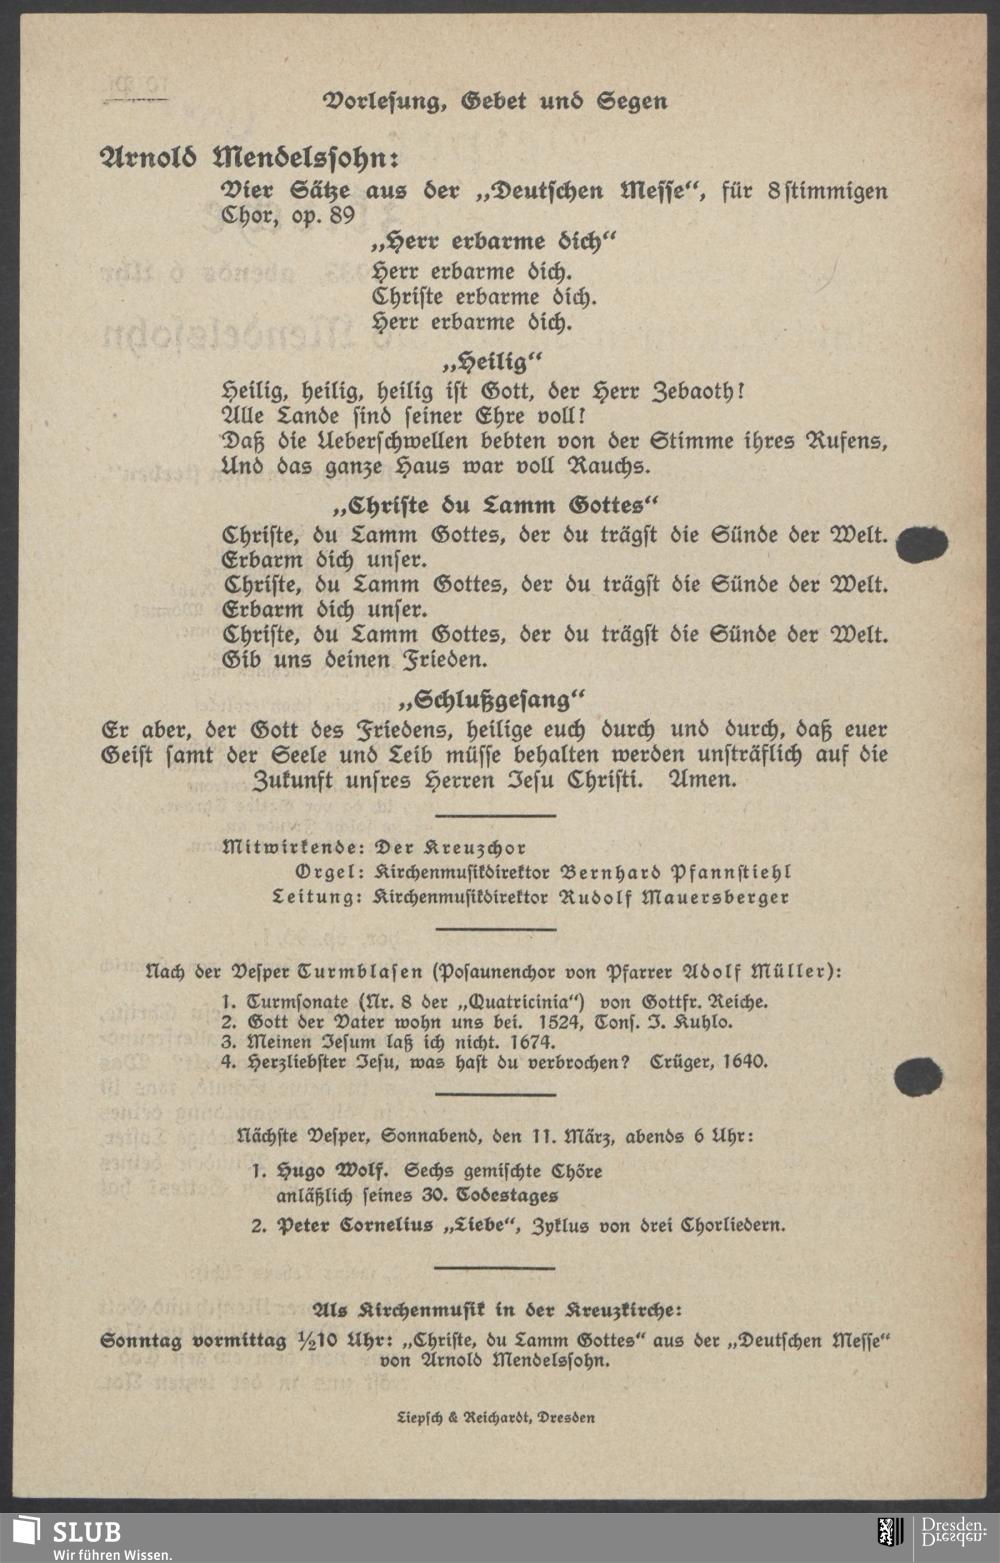 Vorlesung, Gebet und Segen
Arnold Mendelssohn:
Vier Sätze aus der „Deutschen Messe“, für 8stimmigen
Chor, op. 89
„Herr erbarme dich“
Herr erbarme dich.
Christe erbarme dich.
Herr erbarme dich.
„Heilig“
Heilig, heilig, heilig ist Gott, der Herr Zebaoth!
Alle Lande sind seiner Ehre voll!
Daß die Ueberschwellen bebten von der Stimme ihres Rufens,
Und das ganze Haus war voll Rauchs.
„Christe du Lamm Gottes“
Christe, du Lamm Gottes, der du trägst die Sünde der Welt.
Erbarm dich unser.
Christe, du Lamm Gottes, der du trägst die Sünde der Welt.
Erbarm dich unser.
Christe, du Lamm Gottes, der du trägst die Sünde der Welt.
Gib uns deinen Frieden.
„Schlußgesang“
Er aber, der Gott des Friedens, heilige euch durch und durch, daß euer
Geist samt der Seele und Leib müsse behalten werden unsträflich auf die
Zukunft unsres Herren Jesu Christi. Amen.
Mitwirkende: Der Kreuzchor
Orgel: Kirchenmusikdirektor Bernhard Pfannstiehl
Leitung: Kirchenmusikdirektor Rudolf Mauersberger
Nach der Vesper Turmblasen (Posaunenchor von Pfarrer Adolf Müller):
1. Turmsonate (Nr. 8 der „Quatricinia“) von Gottfr. Reiche.
2. Gott der Vater wohn uns bei. 1524, Tons. J. Kuhlo.
3. Meinen Jesum laß ich nicht. 1674.
4. Herzliebster Jesu, was hast du verbrochen? Crüger, 1640.
Nächste Vesper, Sonnabend, den 11. März, abends 6 Uhr:
1. Hugo Wolf. Sechs gemischte Chöre
anläßlich seines 30. Todestages
2. Peter Cornelius „Liebe“, Zyklus von drei Chorliedern.
Als Kirchenmusik in der Kreuzkirche:
Sonntag vormittag ½10 Uhr: „Christe, du Lamm Gottes“ aus der „Deutschen Messe“
von Arnold Mendelssohn.
Liepsch & Reichardt, Dresden
SLUB
Wir führen Wissen.
Dresden.
Dresden.